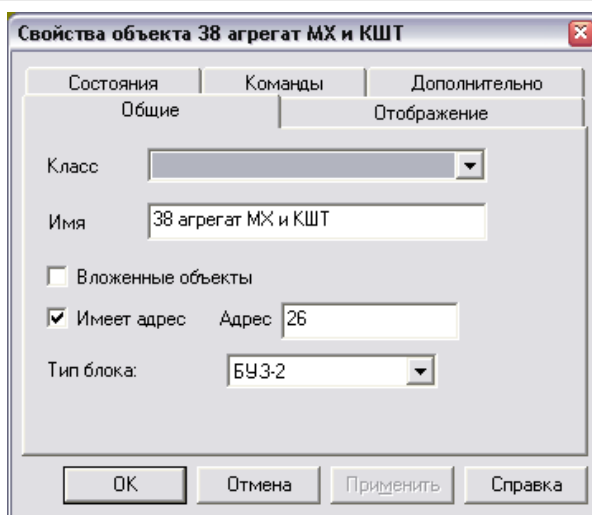 Свойства объекта 38 агрегат МХ и КШТ
Состояния Команды Дополнительно
Общие Отображение
Класс
Имя 38 агрегат МХ и КШТ
Вложенные объекты
Имеет адрес Адрес 26
Тип блока: БУЗ-2
OK Отмена Применить Справка